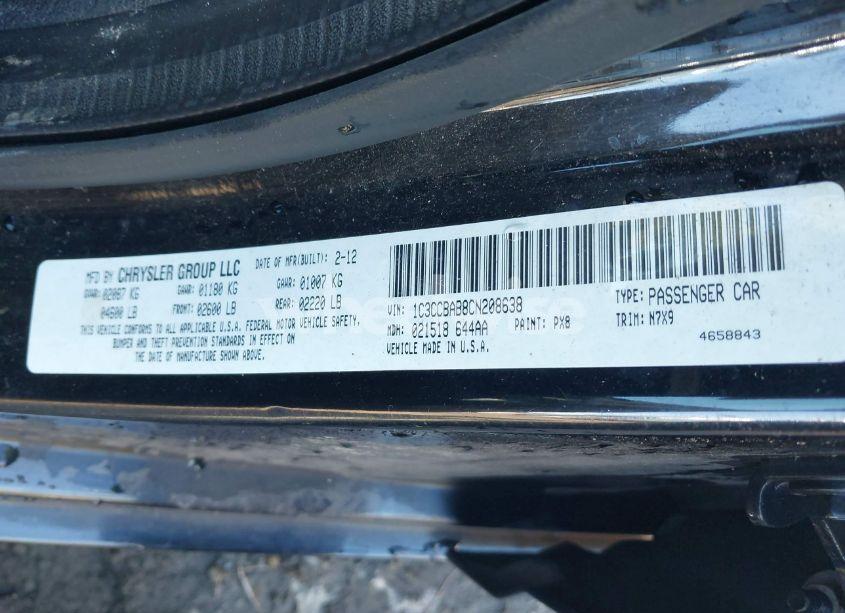 MFD BY CHRYSLER GROUP LLC DATE OF MFR(BUILT): 2-12
GVWR: 02087 KG GAWR: 01180 KG GAWR: 01007 KG
04600 LB FRONT: 02600 LB REAR: 02220 LB
THIS VEHICLE CONFORMS TO ALL APPLICABLE U.S.A. FEDERAL MOTOR VEHICLE SAFETY,
BUMPER AND THEFT PREVENTION STANDARDS IN EFFECT ON
THE DATE OF MANUFACTURE SHOWN ABOVE.
VIN: 1C3CCBAB8CN208638 TYPE: PASSENGER CAR
MDH: 021518 644AA PAINT: PX8 TRIM: N7X9
VEHICLE MADE IN U.S.A. 4658843